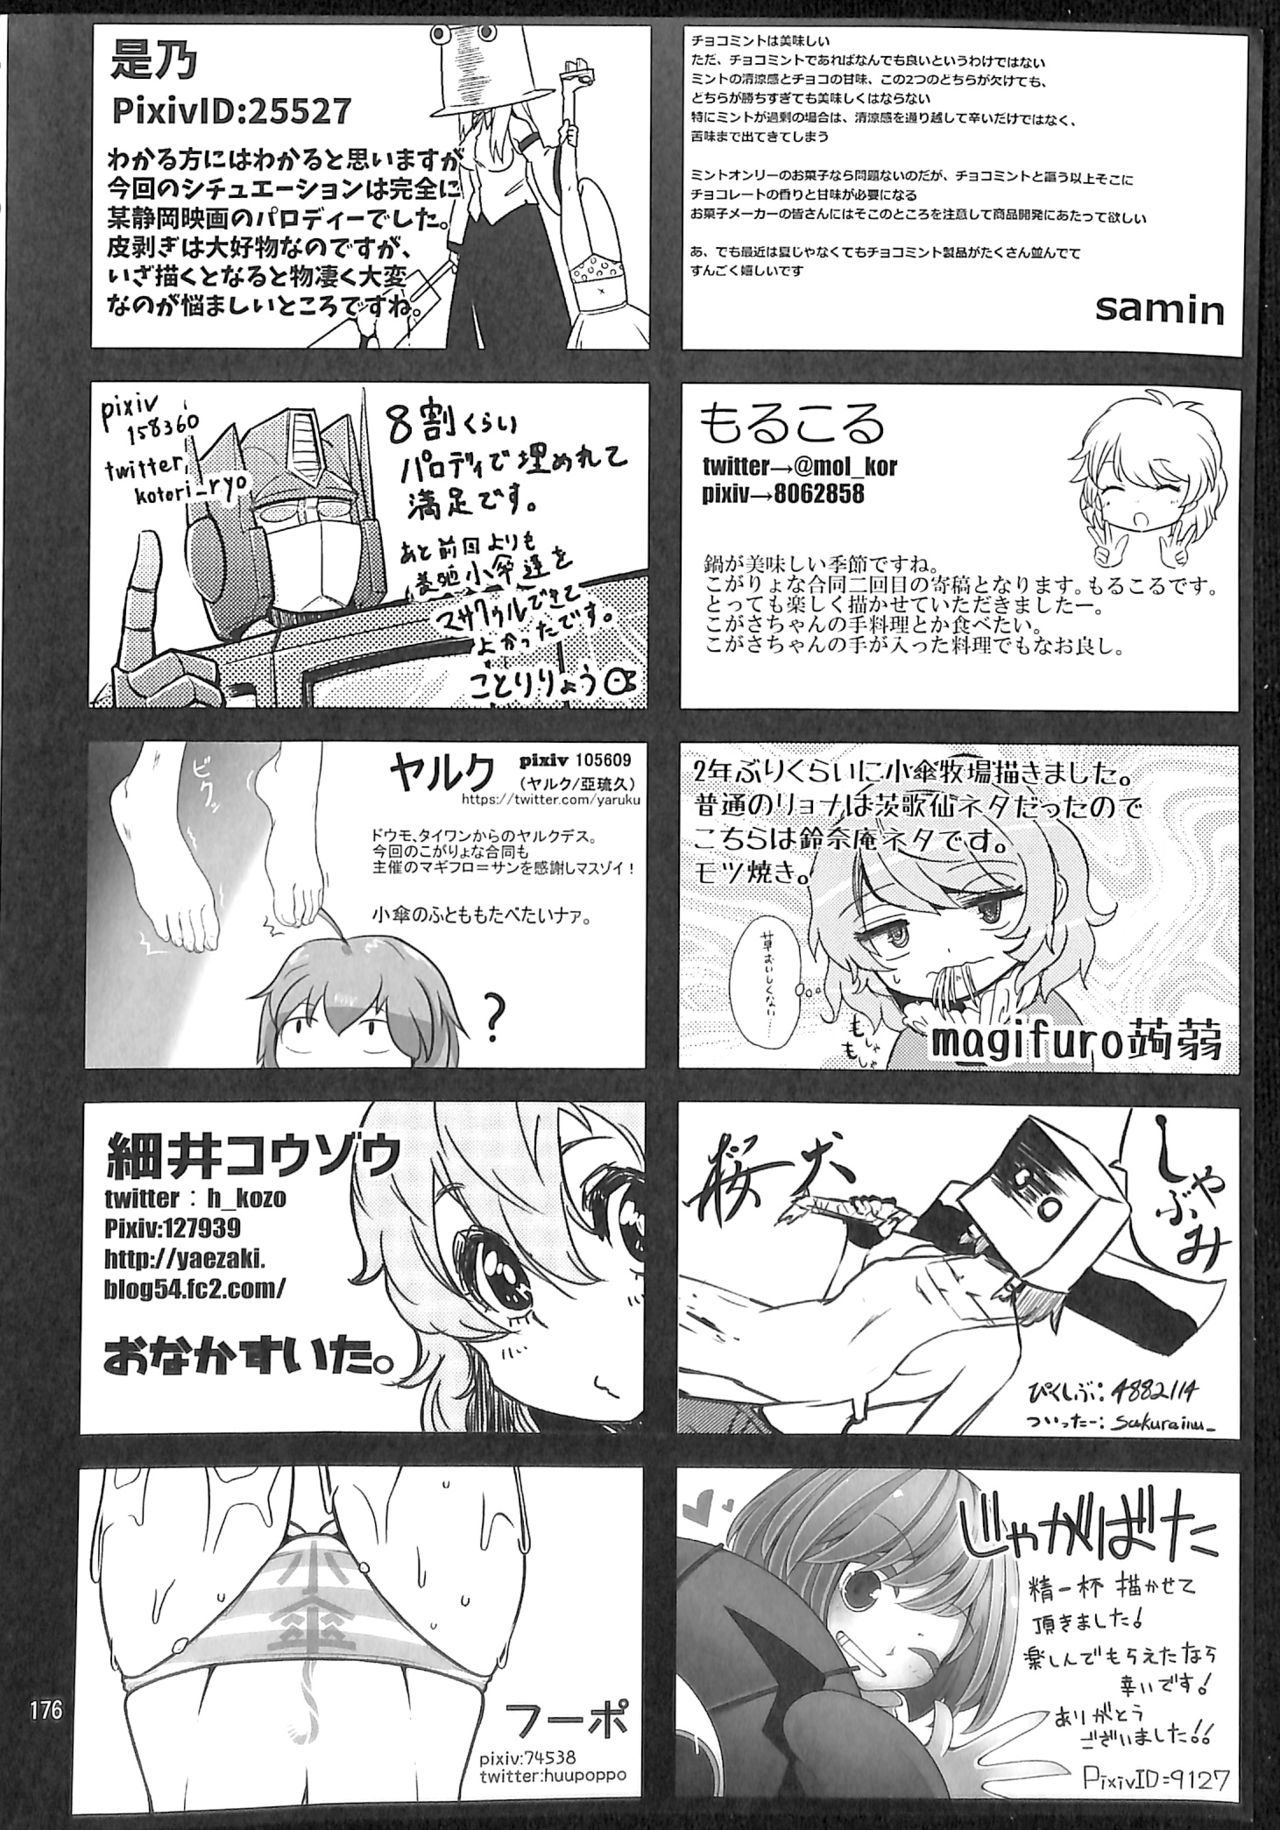 是乃
PixivID:25527
わかる方にはわかると思いますが
今回のシチュエーションは完全に
某静岡映画のパロディーでした。
皮剥ぎは大好物なのですが、
いざ描くとなると物凄く大変
なのが悩ましいところですね。
チョコミントは美味しい
ただ、チョコミントであればなんでも良いというわけではない
ミントの清涼感とチョコの甘味、この2つのどちらが欠けても、
どちらが勝ちすぎても美味しくはならない
特にミントが過剰の場合は、清涼感を通り越して辛いだけではなく、
苦味まで出てきてしまう
ミントオンリーのお菓子なら問題ないのだが、チョコミントと謳う以上そこに
チョコレートの香りと甘味が必要になる
お菓子メーカーの皆さんにはそこのところを注意して商品開発にあたって欲しい
あ、でも最近は夏じゃなくてもチョコミント製品がたくさん並んでて
すんごく嬉しいです
samin
pixiv
158360
twitter
kotori_ryo
8割くらい
パロディで埋めれて
満足です。
あと前回よりも
養殖小傘達を
マサクゥルできて
よかったです。
ことりりょう
もるこる
twitter→@mol_kor
pixiv→8062858
鍋が美味しい季節ですね。
こがりょな合同二回目の寄稿となります。もるこるです。
とっても楽しく描かせていただきましたー。
こがさちゃんの手料理とか食べたい。
こがさちゃんの手が入った料理でもなお良し。
ビクッ
ヤルク
pixiv 105609
(ヤルク/亞琉久)
https://twitter.com/yaruku
ドウモ、タイワンからのヤルクデス。
今回のこがりょな合同も
主催のマギフロ＝サンを感謝しマスゾイ！
小傘のふとももたべたいナァ。
?
2年ぶりくらいに小傘牧場描きました。
普通のリョナは茨歌仙ネタだったので
こちらは鈴奈庵ネタです。
モツ焼き。
草おいしくない…
もしゃ
もしゃ
magifuro蒟蒻
細井コウゾウ
twitter：h_kozo
Pixiv:127939
http://yaezaki.
blog54.fc2.com/
おなかすいた。
桜犬
しゃぶみ
ぴくしぶ：4882114
ついったー：sakurainu_
小傘
フーポ
pixiv:74538
twitter:huupoppo
じゃがばた
精一杯 描かせて
頂きました！
楽しんでもらえたなら
幸いです！
ありがとう
ございました!!
PixivID=9127
176